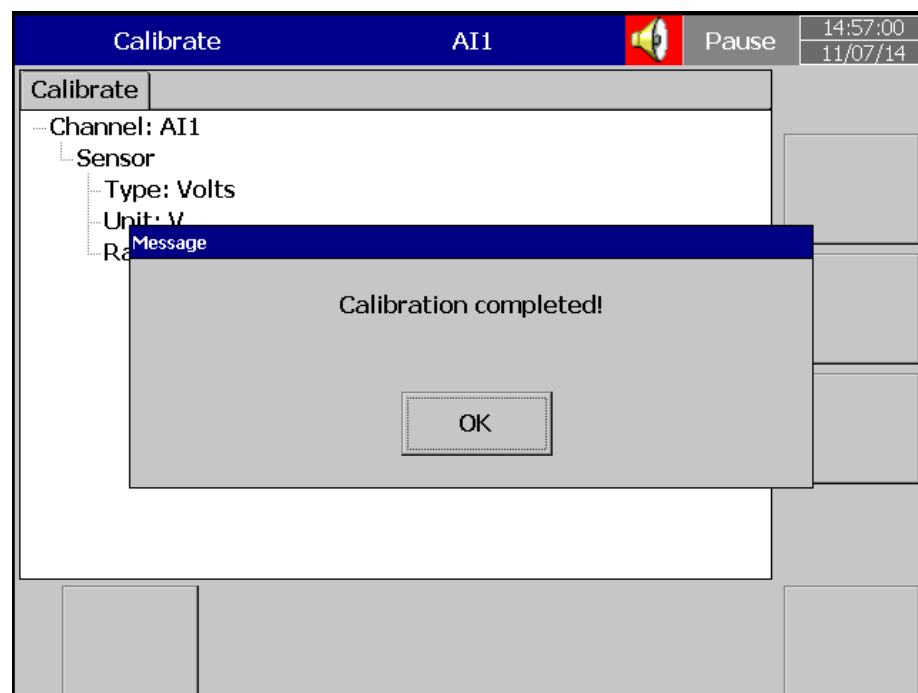 Calibrate AI1 Pause 14:57:00
11/07/14
Calibrate
Channel: AI1
Sensor
Type: Volts
Unit: V
Message
Calibration completed!
OK